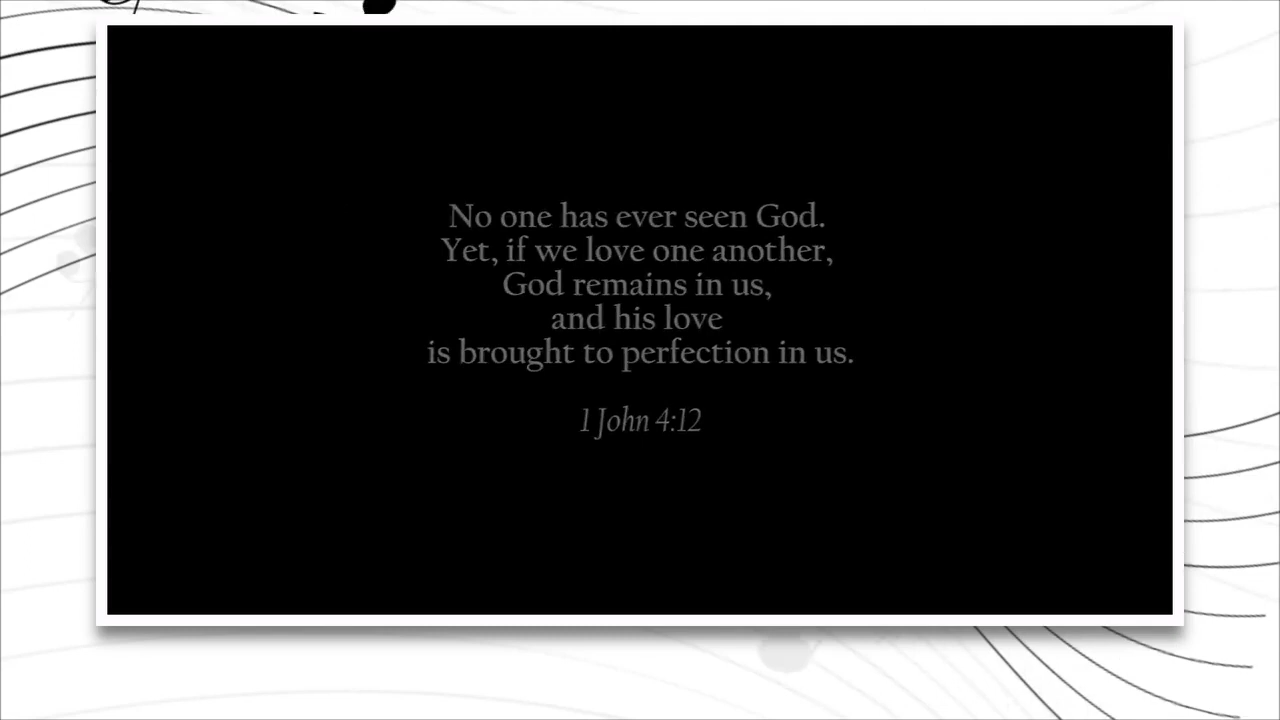 No one has ever seen God.
Yet, if we love one another,
God remains in us,
and his love
is brought to perfection in us.
1 John 4:12